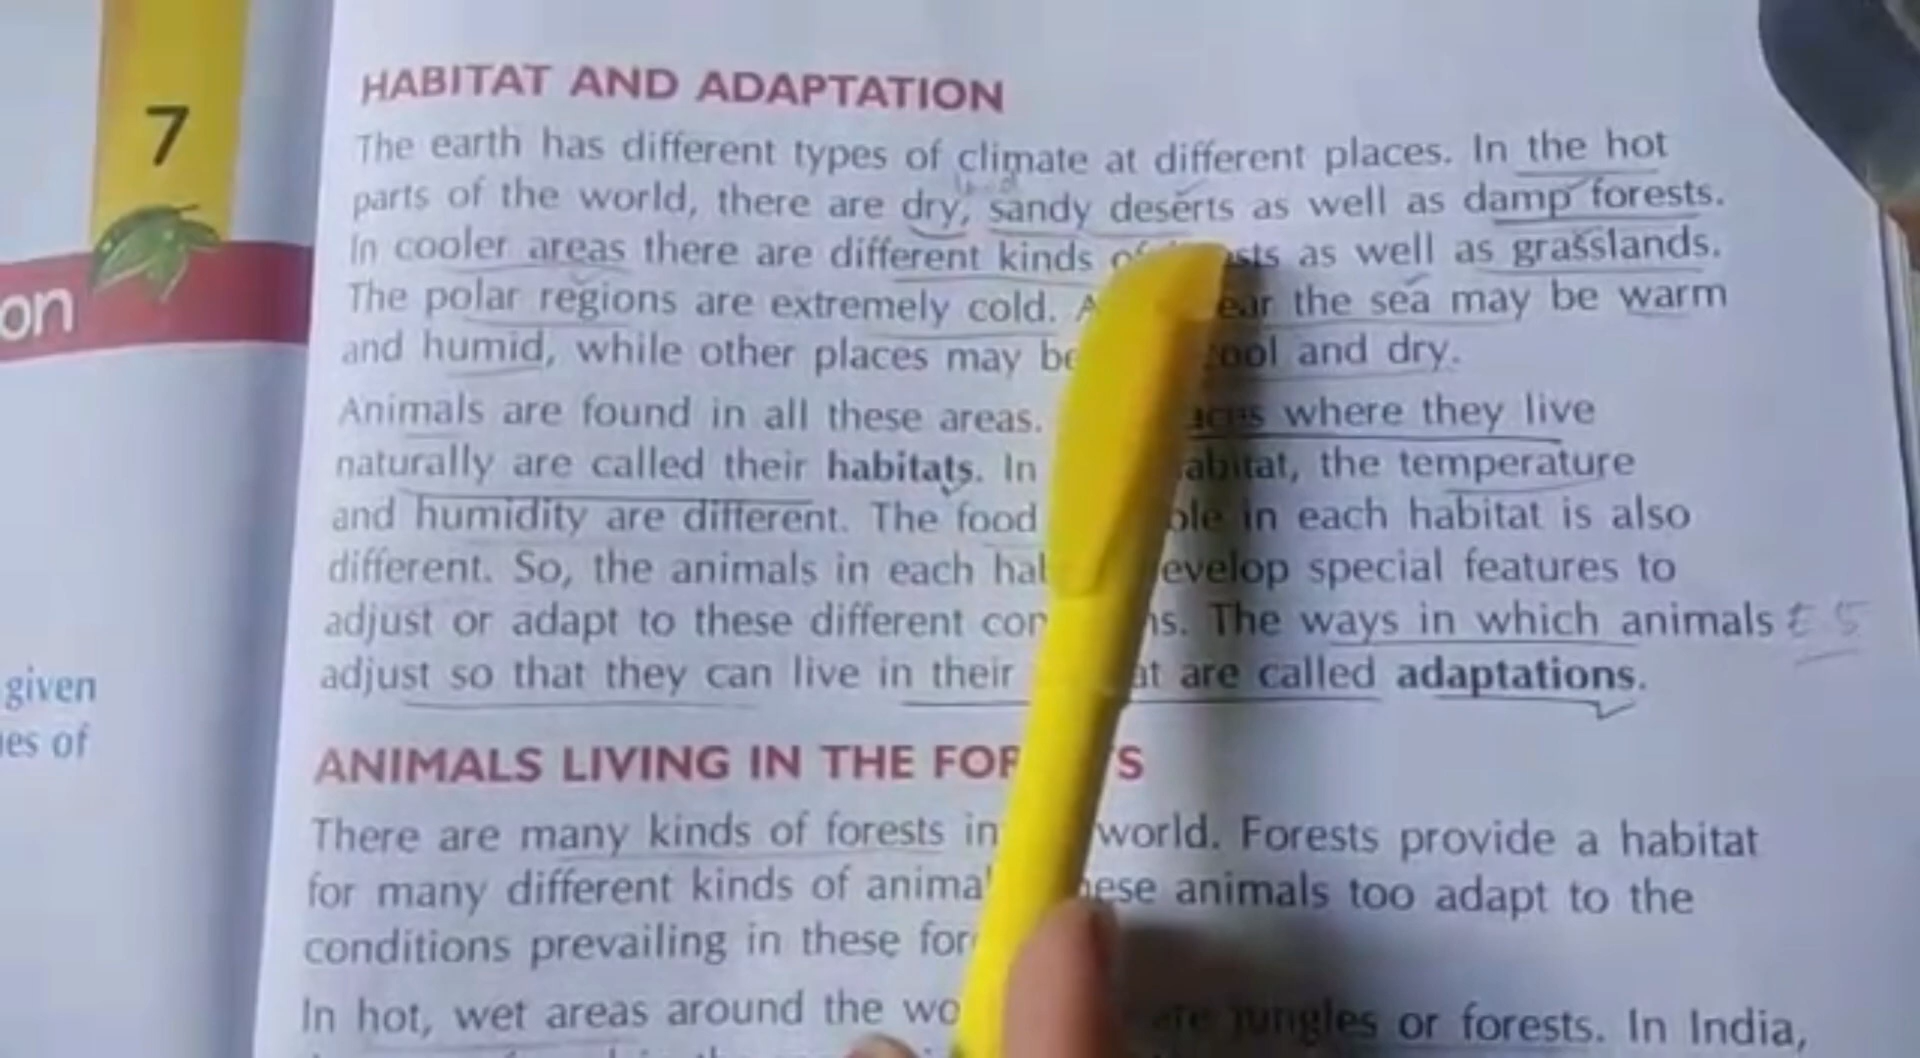 7
on
given
es of
HABITAT AND ADAPTATION
The earth has different types of climate at different places. In the hot
parts of the world, there are dry, sandy deserts as well as damp forests.
In cooler areas there are different kinds as well as grasslands.
The polar regions are extremely cold. the sea may be warm
and humid, while other places may and dry.
Animals are found in all these areas. where they live
naturally are called their habitats. In the temperature
and humidity are different. The food in each habitat is also
different. So, the animals in each special features to
adjust or adapt to these different The ways in which animals
adjust so that they can live in their are called adaptations.
ANIMALS LIVING IN THE
There are many kinds of forests in world. Forests provide a habitat
for many different kinds of animals too adapt to the
conditions prevailing in these
In hot, wet areas around the jungles or forests. In India,